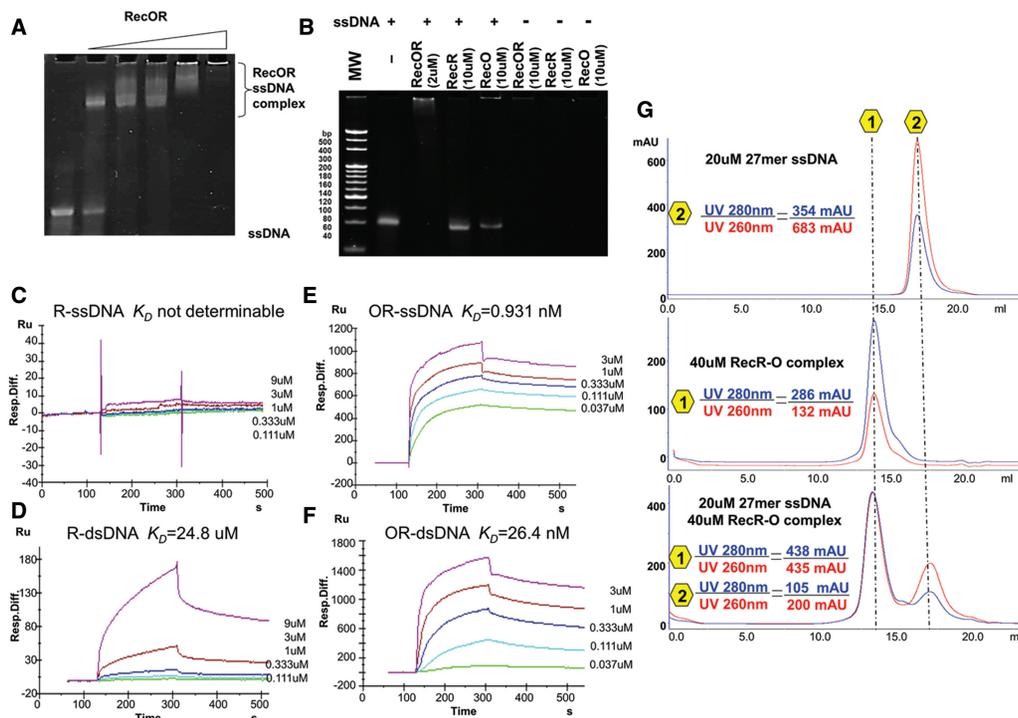 A
RecOR
RecOR
ssDNA
complex
ssDNA
B
ssDNA + + + + - - -
MW
–
RecOR (2uM)
RecR (10uM)
RecO (10uM)
RecOR (10uM)
RecR (10uM)
RecO (10uM)
bp
500
400
300
200
180
160
140
120
100
80
60
40
C
R-ssDNA KD not determinable
Ru
Resp.Diff.
40
30
20
10
0
-10
-20
-30
-40
9uM
3uM
1uM
0.333uM
0.111uM
0 100 200 300 400 500
Time s
D
R-dsDNA KD=24.8 uM
Ru
Resp.Diff.
180
130
80
30
-20
9uM
3uM
1uM
0.333uM
0.111uM
0 100 200 300 400 500
Time s
E
OR-ssDNA KD=0.931 nM
Ru
Resp.Diff.
1200
1000
800
600
400
200
0
-200
3uM
1uM
0.333uM
0.111uM
0.037uM
0 100 200 300 400 500
Time s
F
OR-dsDNA KD=26.4 nM
Ru
Resp.Diff.
1800
1600
1400
1200
1000
800
600
400
200
0
-200
3uM
1uM
0.333uM
0.111uM
0.037uM
0 100 200 300 400 500
Time s
G
1 2
mAU
600
400
200
0
20uM 27mer ssDNA
2
UV 280nm = 354 mAU
UV 260nm 683 mAU
0.0 5.0 10.0 15.0 20.0 ml
200
100
0
40uM RecR-O complex
1
UV 280nm = 286 mAU
UV 260nm 132 mAU
0.0 5.0 10.0 15.0 20.0 ml
400
200
0
20uM 27mer ssDNA
40uM RecR-O complex
1
UV 280nm = 438 mAU
UV 260nm 435 mAU
2
UV 280nm = 105 mAU
UV 260nm 200 mAU
0.0 5.0 10.0 15.0 20.0 m